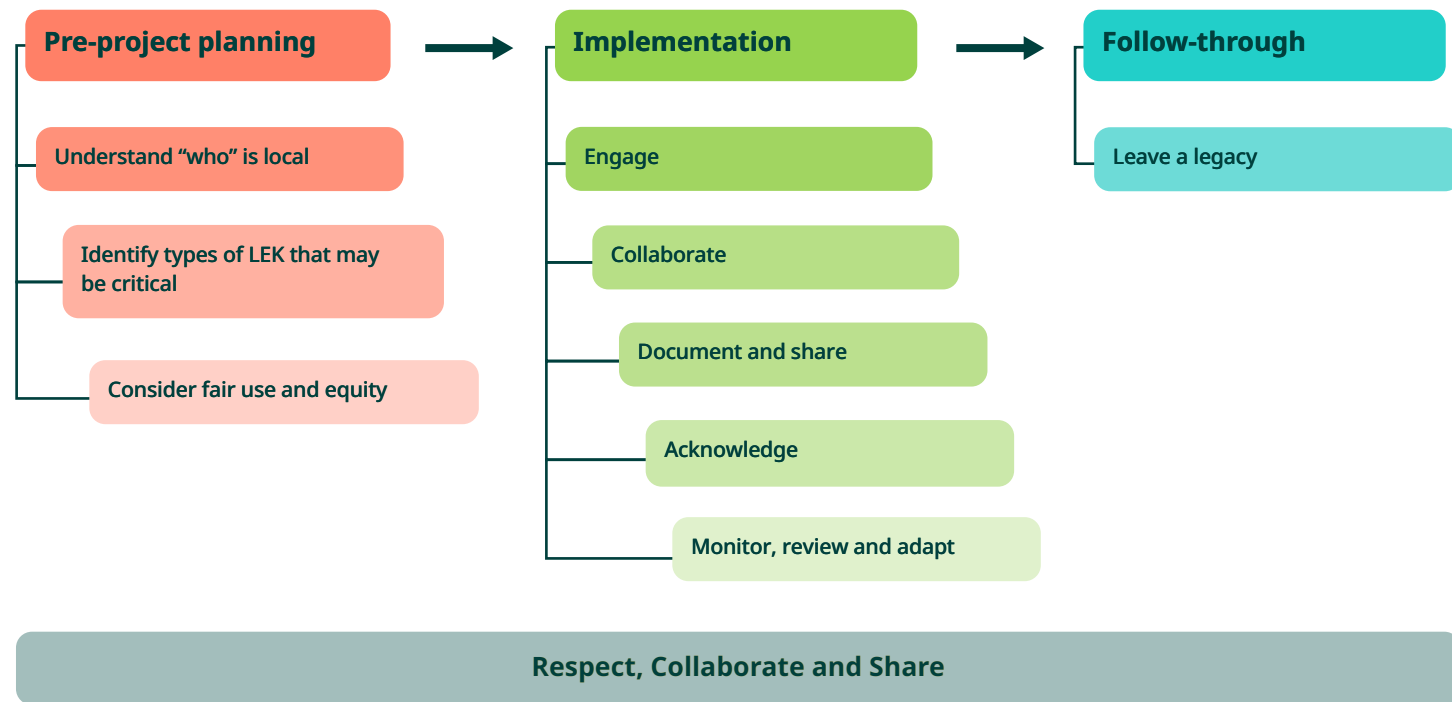 Pre-project planning
Understand “who” is local
Identify types of LEK that may
be critical
Consider fair use and equity
Implementation
Engage
Collaborate
Document and share
Acknowledge
Monitor, review and adapt
Follow-through
Leave a legacy
Respect, Collaborate and Share